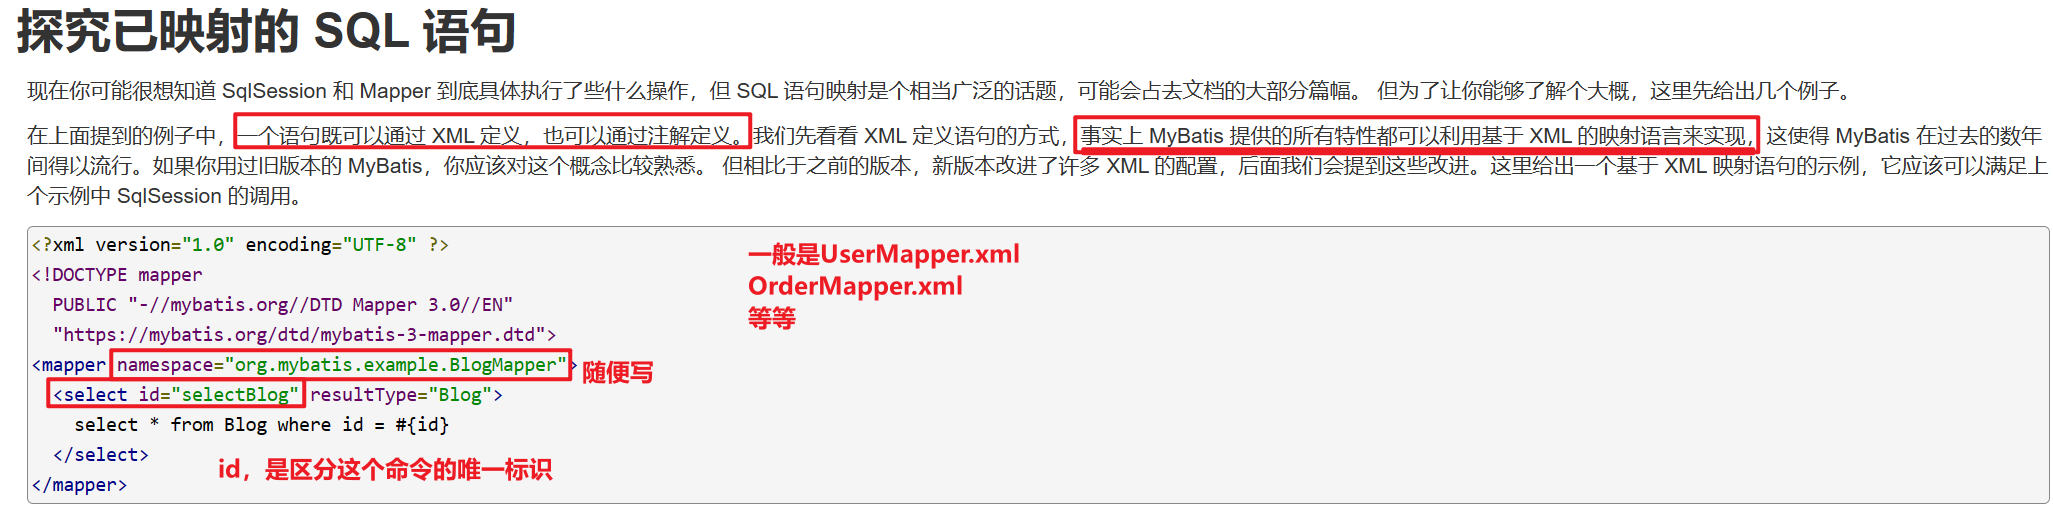 探究已映射的 SQL 语句
现在你可能很想知道 SqlSession 和 Mapper 到底具体执行了些什么操作，但 SQL 语句映射是个相当广泛的话题，可能会占去文档的大部分篇幅。 但为了让你能够了解个大概，这里先给出几个例子。
在上面提到的例子中，一个语句既可以通过 XML 定义，也可以通过注解定义。我们先看看 XML 定义语句的方式，事实上 MyBatis 提供的所有特性都可以利用基于 XML 的映射语言来实现，这使得 MyBatis 在过去的数年
间得以流行。如果你用过旧版本的 MyBatis，你应该对这个概念比较熟悉。 但相比于之前的版本，新版本改进了许多 XML 的配置，后面我们会提到这些改进。这里给出一个基于 XML 映射语句的示例，它应该可以满足上
个示例中 SqlSession 的调用。
<?xml version="1.0" encoding="UTF-8" ?>
一般是UserMapper.xml
<!DOCTYPE mapper
OrderMapper.xml
PUBLIC "-//mybatis.org//DTD Mapper 3.0//EN"
等等
"https://mybatis.org/dtd/mybatis-3-mapper.dtd">
<mapper namespace="org.mybatis.example.BlogMapper">
随便写
<select id="selectBlog" resultType="Blog">
select * from Blog where id = #{id}
</select>
id，是区分这个命令的唯一标识
</mapper>